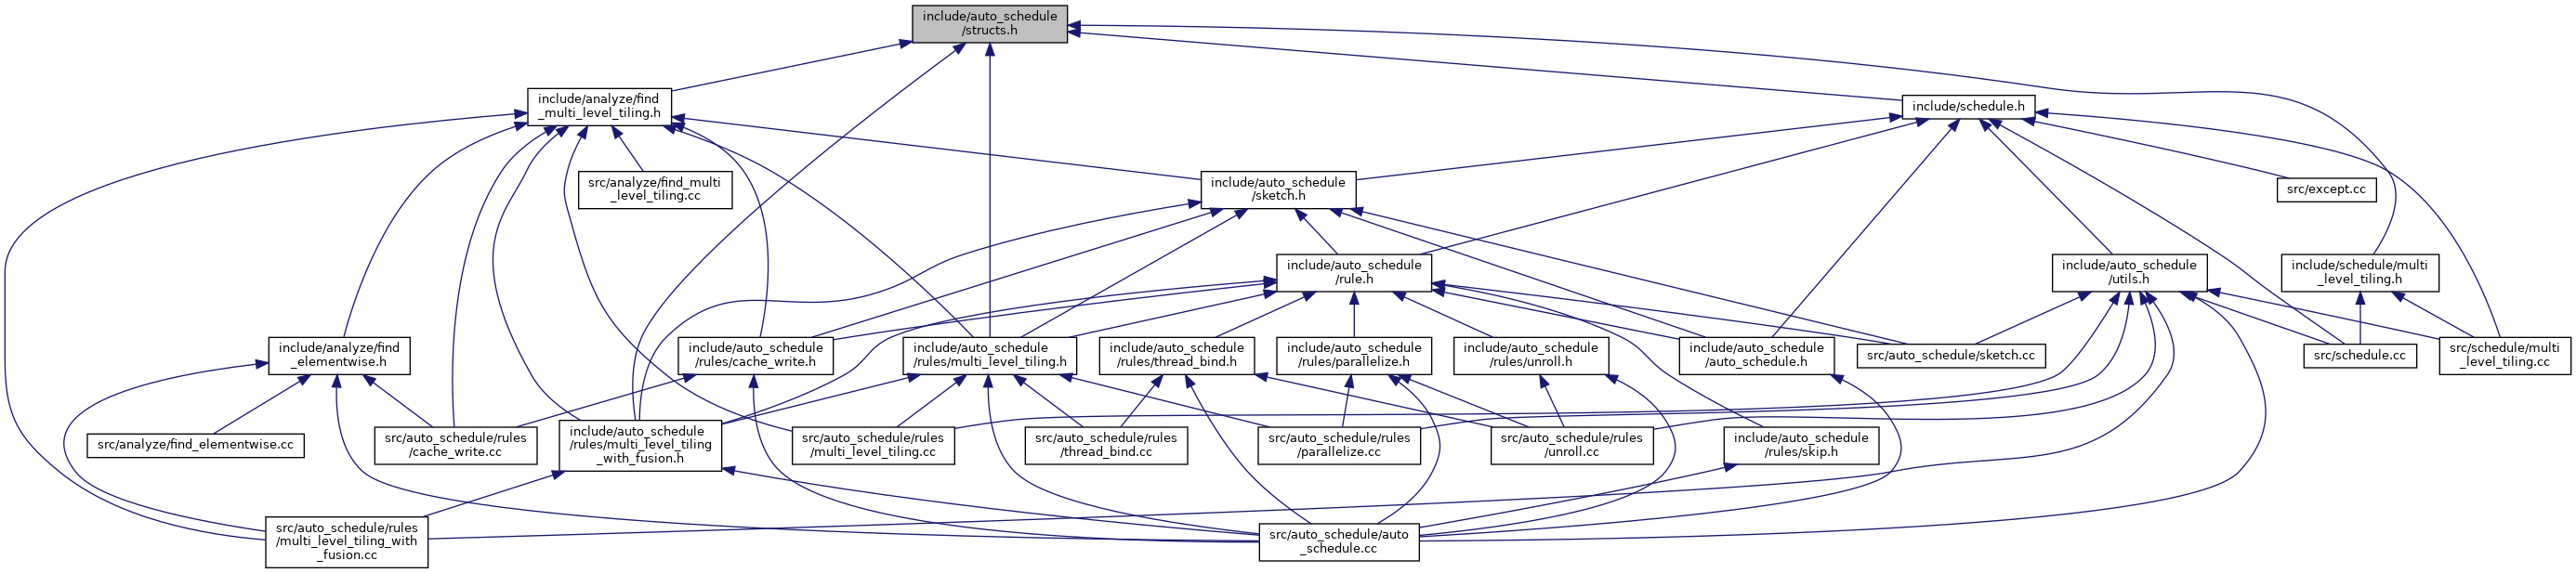 include/auto_schedule
/structs.h
include/analyze/find
_multi_level_tiling.h
include/schedule.h
src/analyze/find_multi
_level_tiling.cc
include/auto_schedule
/sketch.h
src/except.cc
include/auto_schedule
/rule.h
include/auto_schedule
/utils.h
include/schedule/multi
_level_tiling.h
include/analyze/find
_elementwise.h
include/auto_schedule
/rules/cache_write.h
include/auto_schedule
/rules/multi_level_tiling.h
include/auto_schedule
/rules/thread_bind.h
include/auto_schedule
/rules/parallelize.h
include/auto_schedule
/rules/unroll.h
include/auto_schedule
/auto_schedule.h
src/auto_schedule/sketch.cc
src/schedule.cc
src/schedule/multi
_level_tiling.cc
src/analyze/find_elementwise.cc
src/auto_schedule/rules
/cache_write.cc
include/auto_schedule
/rules/multi_level_tiling
_with_fusion.h
src/auto_schedule/rules
/multi_level_tiling.cc
src/auto_schedule/rules
/thread_bind.cc
src/auto_schedule/rules
/parallelize.cc
src/auto_schedule/rules
/unroll.cc
include/auto_schedule
/rules/skip.h
src/auto_schedule/rules
/multi_level_tiling_with
_fusion.cc
src/auto_schedule/auto
_schedule.cc